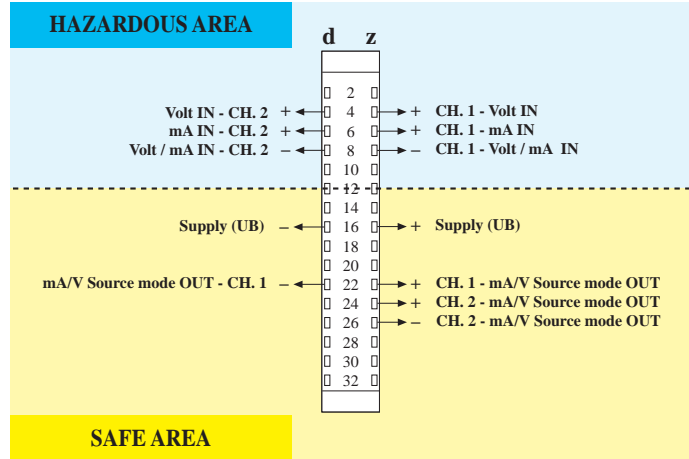 HAZARDOUS AREA
d z
2
Volt IN - CH. 2 + 4 + CH. 1 - Volt IN
mA IN - CH. 2 + 6 + CH. 1 - mA IN
Volt / mA IN - CH. 2 – 8 – CH. 1 - Volt / mA IN
10
12
14
Supply (UB) – 16 + Supply (UB)
18
20
mA/V Source mode OUT - CH. 1 – 22 + CH. 1 - mA/V Source mode OUT
24 + CH. 2 - mA/V Source mode OUT
26 – CH. 2 - mA/V Source mode OUT
28
30
32
SAFE AREA